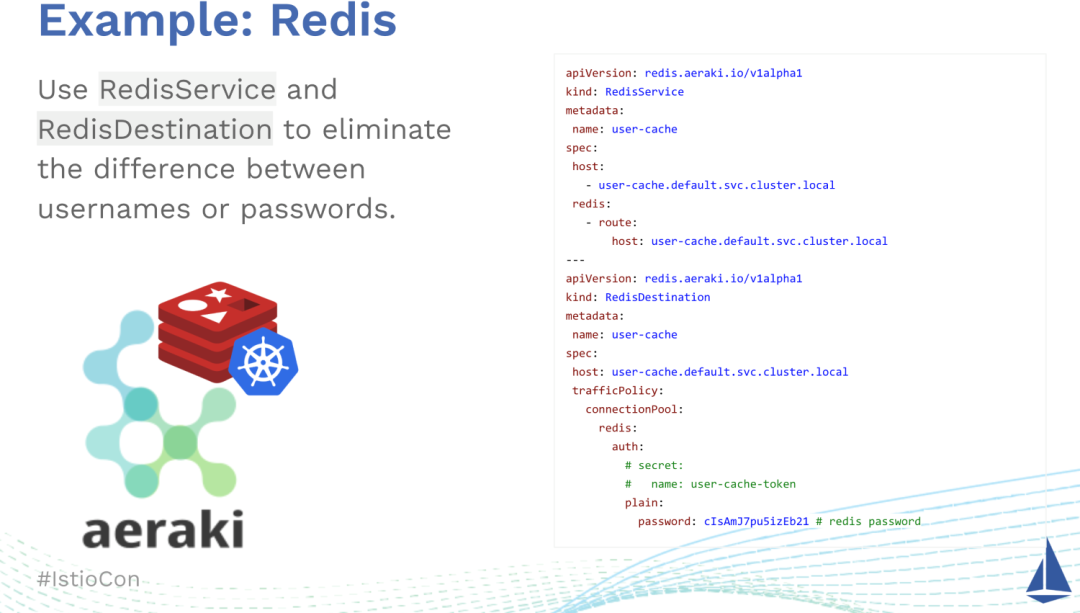 Example: Redis
Use RedisService and
RedisDestination to eliminate
the difference between
usernames or passwords.
aeraki
#IstioCon
apiVersion: redis.aeraki.io/v1alpha1
kind: RedisService
metadata:
 name: user-cache
spec:
 host:
   - user-cache.default.svc.cluster.local
 redis:
   - route:
       host: user-cache.default.svc.cluster.local
---
apiVersion: redis.aeraki.io/v1alpha1
kind: RedisDestination
metadata:
 name: user-cache
spec:
 host: user-cache.default.svc.cluster.local
 trafficPolicy:
   connectionPool:
     redis:
       auth:
         # secret:
         #   name: user-cache-token
         plain:
           password: cIsAmJ7pu5izEb21 # redis password